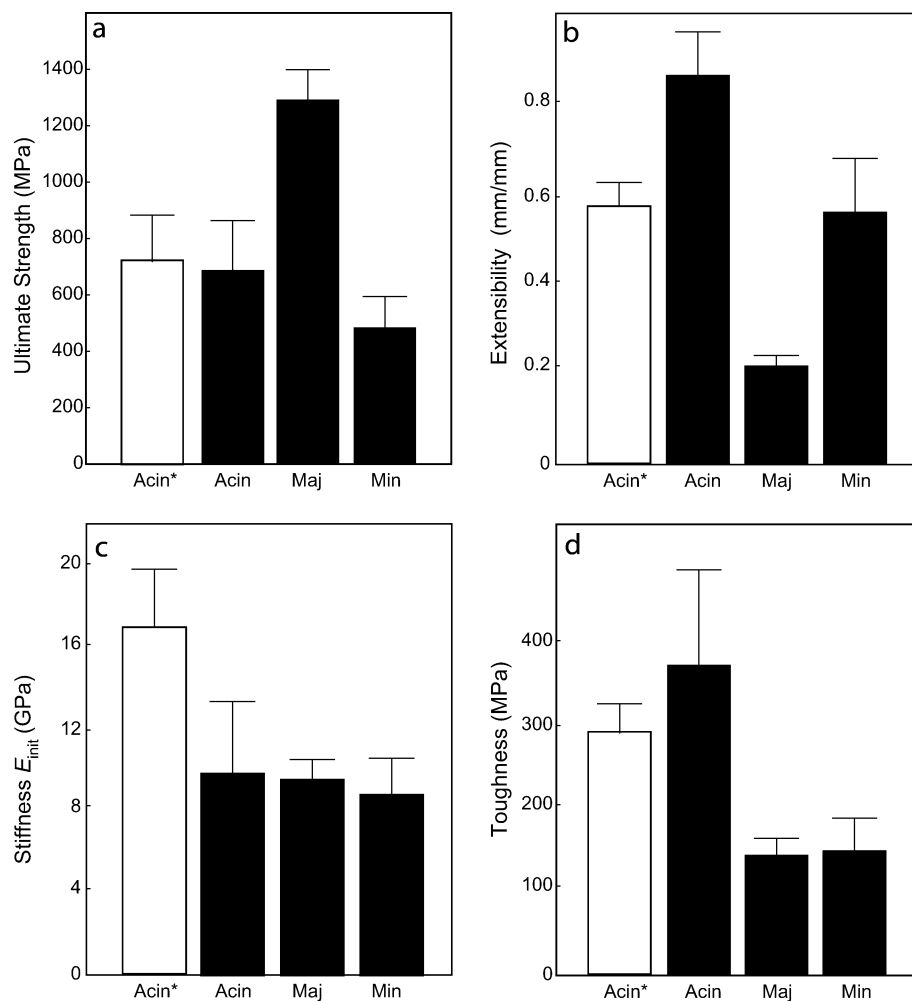 a
Ultimate Strength (MPa)
1400
1200
1000
800
600
400
200
0
Acin* Acin Maj Min
b
Extensibility (mm/mm)
0.8
0.6
0.4
0.2
0
Acin* Acin Maj Min
c
Stiffness Einit (GPa)
20
16
12
8
4
0
Acin* Acin Maj Min
d
Toughness (MPa)
400
300
200
100
0
Acin* Acin Maj Min